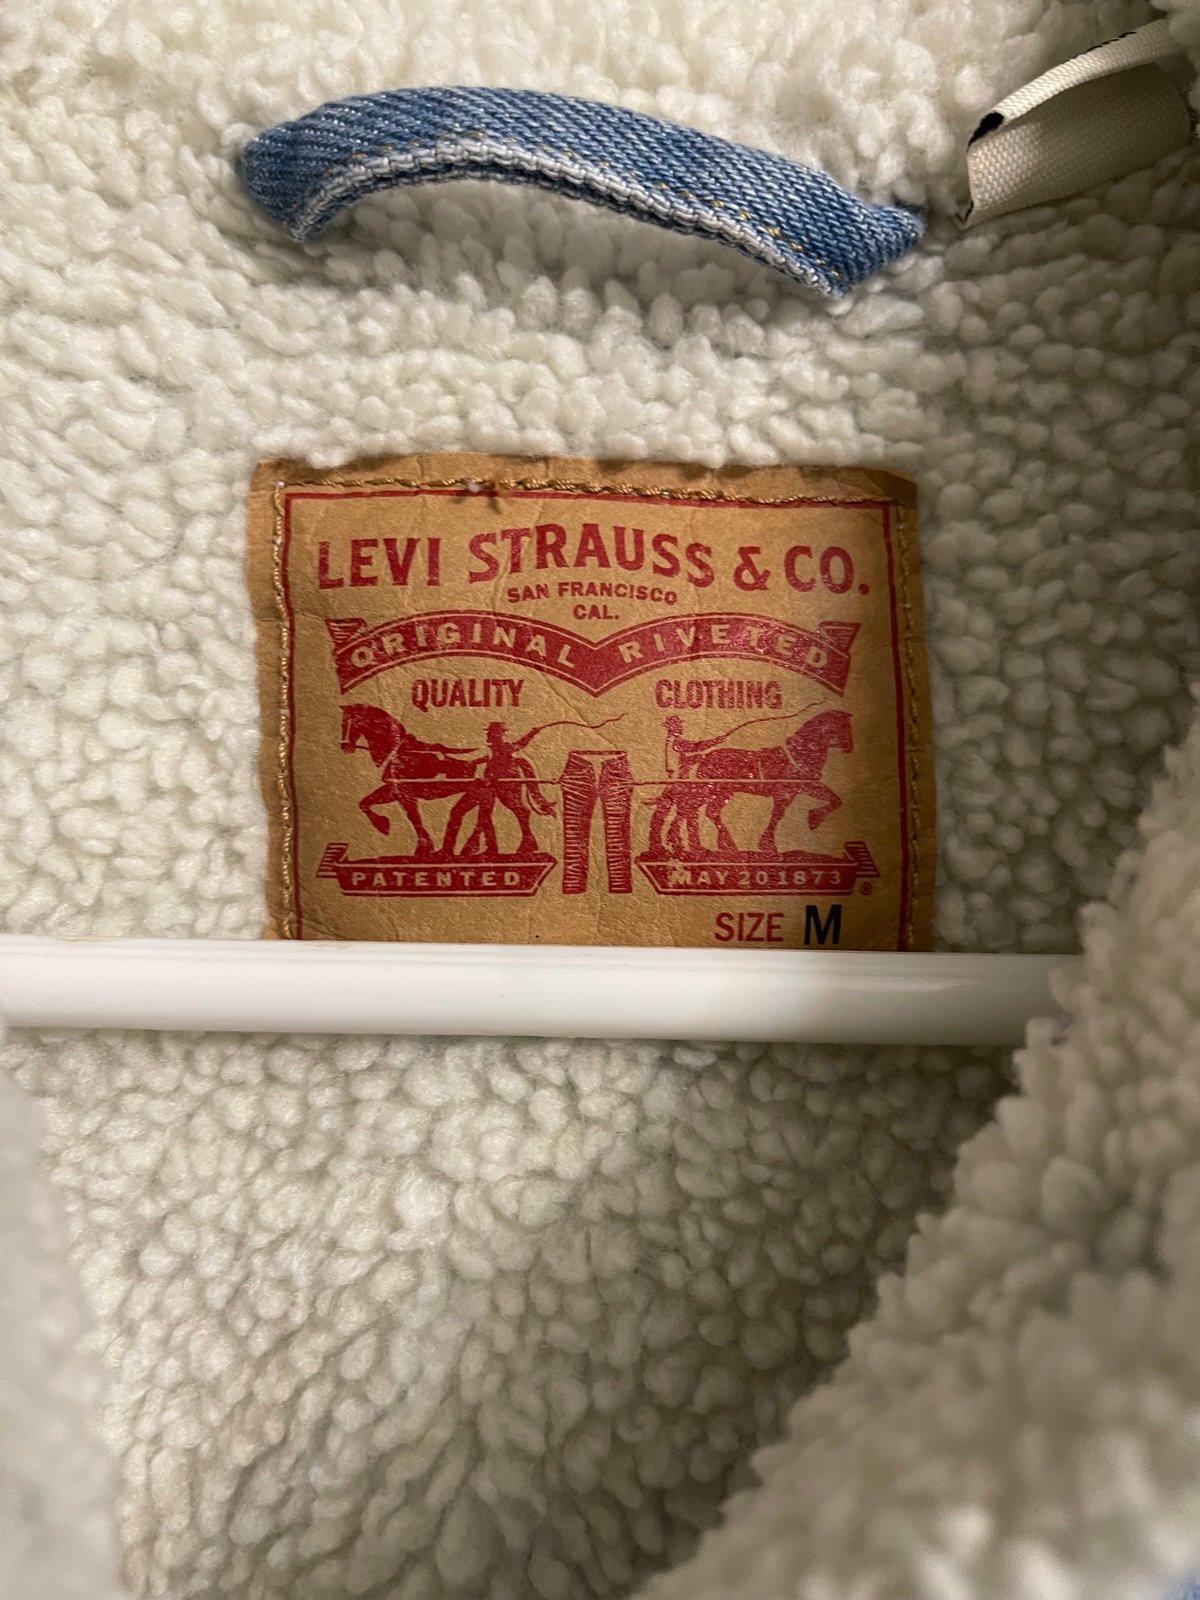 LEVI STRAUSS & CO.
SAN FRANCISCO
CAL.
ORIGINAL RIVETED
QUALITY CLOTHING
PATENTED MAY 20 1873 ®
SIZE M